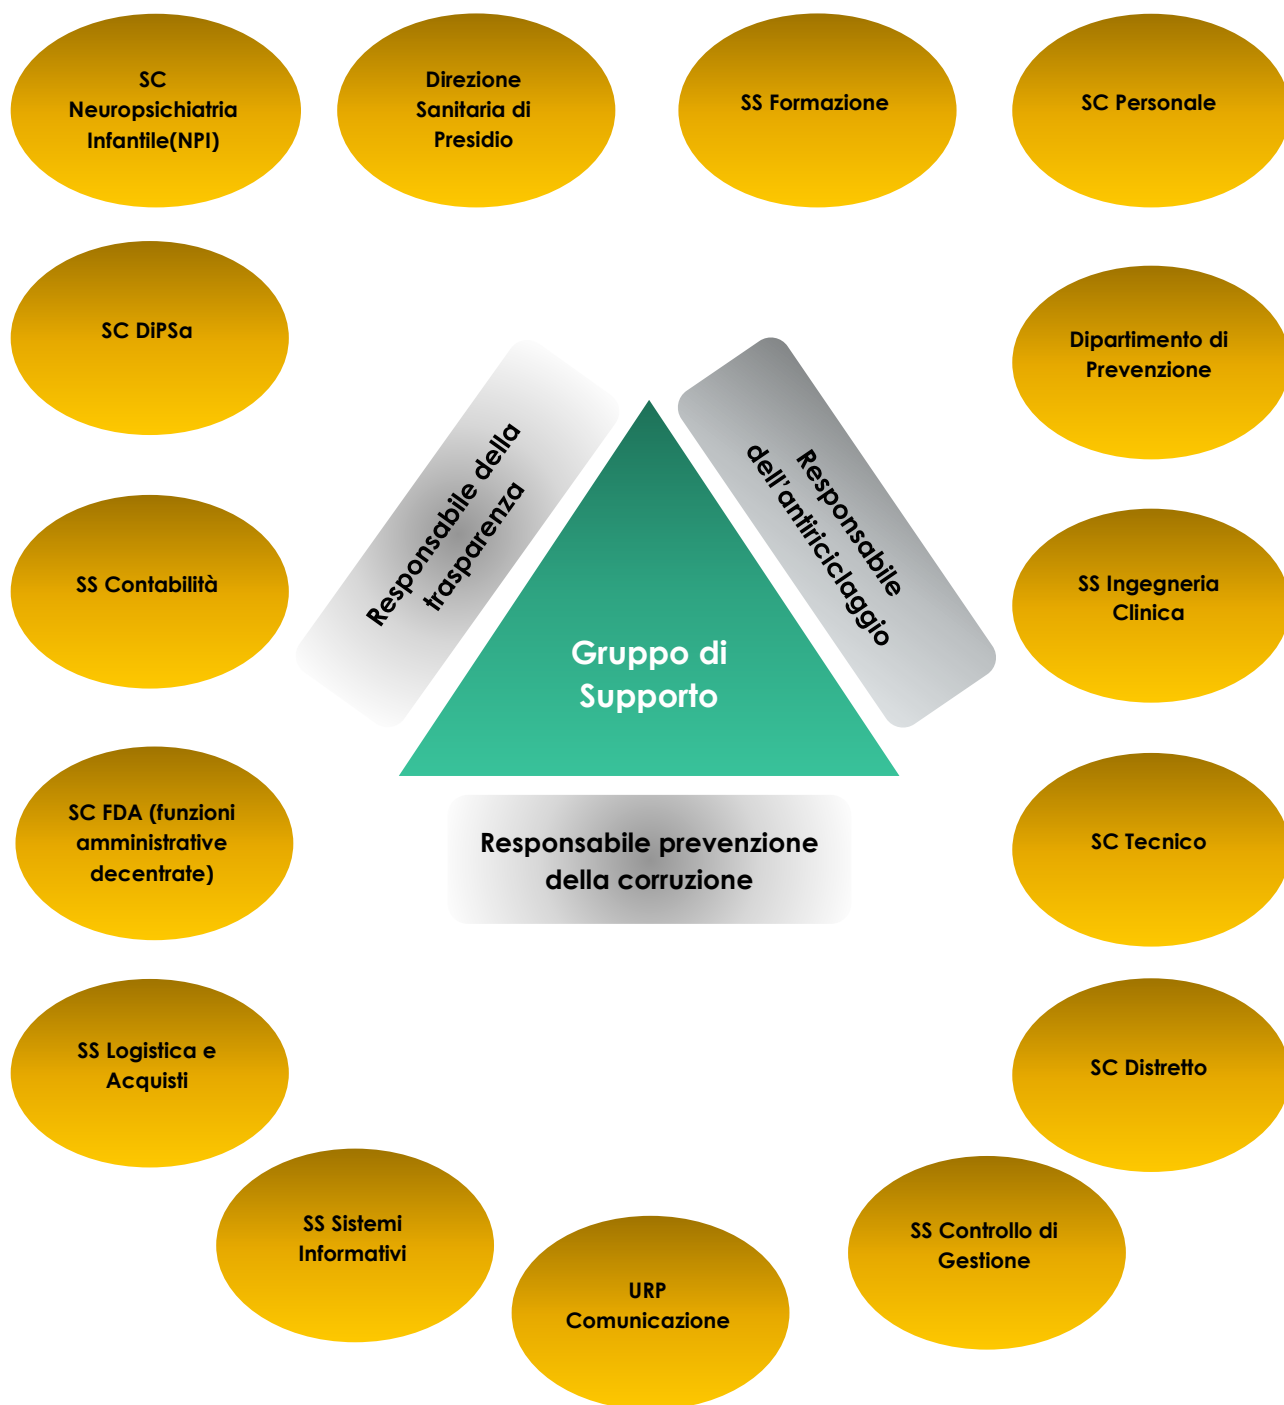 SC
Neuropsichiatria
Infantile(NPI)
Direzione
Sanitaria di
Presidio
SS Formazione
SC Personale
SC DiPSa
Dipartimento di
Prevenzione
Responsabile della
trasparenza
Responsabile
dell'antiriciclaggio
SS Contabilità
SS Ingegneria
Clinica
Gruppo di
Supporto
SC FDA (funzioni
amministrative
decentrate)
Responsabile prevenzione
della corruzione
SC Tecnico
SS Logistica e
Acquisti
SC Distretto
SS Sistemi
Informativi
SS Controllo di
Gestione
URP
Comunicazione